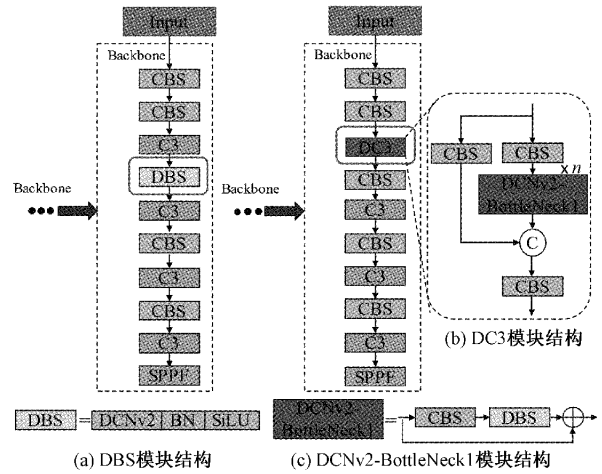 Input
Backbone
CBS
CBS
C3
DBS
Backbone
C3
CBS
C3
CBS
C3
SPPF
Input
Backbone
CBS
CBS
DC3
Backbone
CBS
C3
CBS
C3
CBS
C3
SPPF
CBS
CBS
×n
DCNv2-
BottleNeck1
C
CBS
(b) DC3模块结构
DBS = DCNv2 BN SiLU
(a) DBS模块结构
DCNv2-
BottleNeck1 = CBS DBS
(c) DCNv2-BottleNeck1模块结构